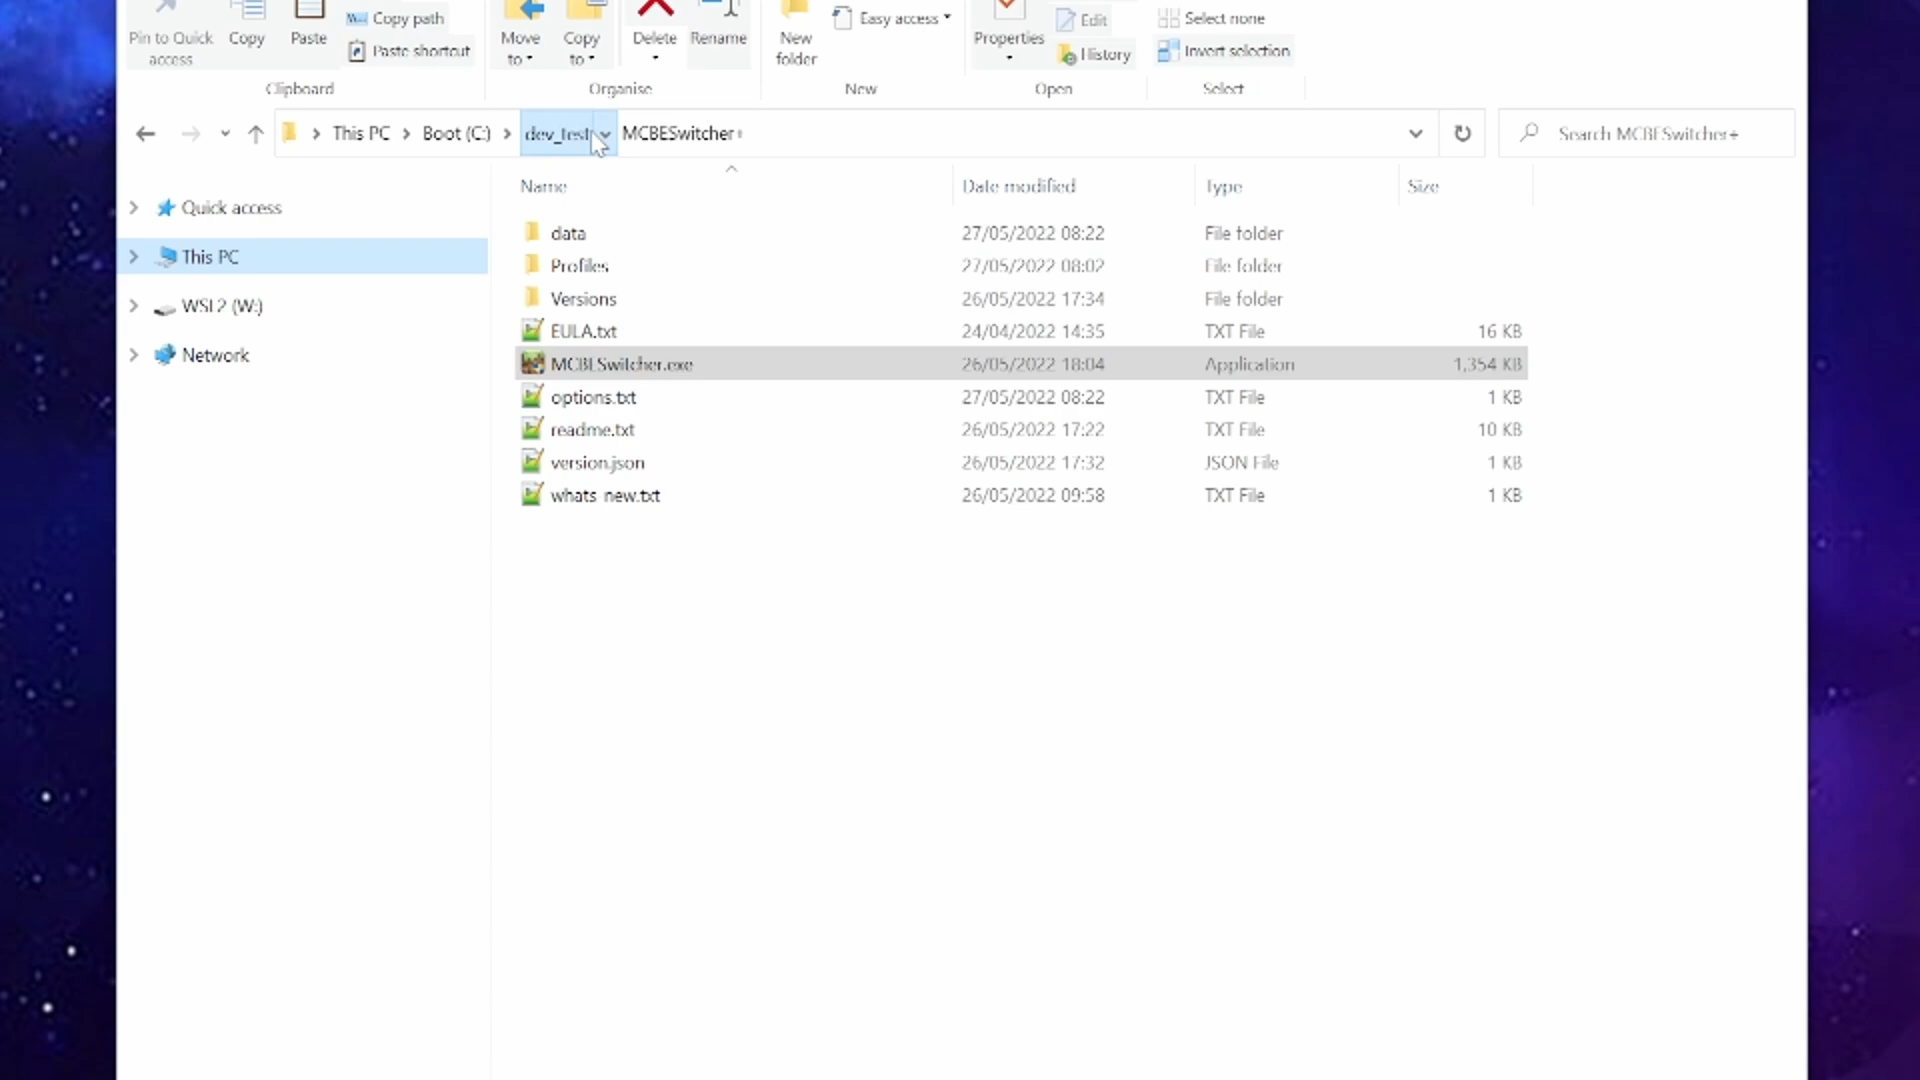 Pin to Quick access
Copy
Paste
Copy path
Paste shortcut
Move to
Copy to
Delete
Rename
New folder
Easy access
Properties
Edit
History
Select none
Invert selection
Clipboard
Organise
New
Open
Select
This PC
Boot (C:)
dev_test
MCBESwitcher+
Search MCBESwitcher+
Name
Date modified
Type
Size
Quick access
This PC
WSL2 (W:)
Network
data 27/05/2022 08:22 File folder
Profiles 27/05/2022 08:02 File folder
Versions 26/05/2022 17:34 File folder
EULA.txt 24/04/2022 14:35 TXT File 16 KB
MCBESwitcher.exe 26/05/2022 18:04 Application 1,354 KB
options.txt 27/05/2022 08:22 TXT File 1 KB
readme.txt 26/05/2022 17:22 TXT File 10 KB
version.json 26/05/2022 17:32 JSON File 1 KB
whats_new.txt 26/05/2022 09:58 TXT File 1 KB